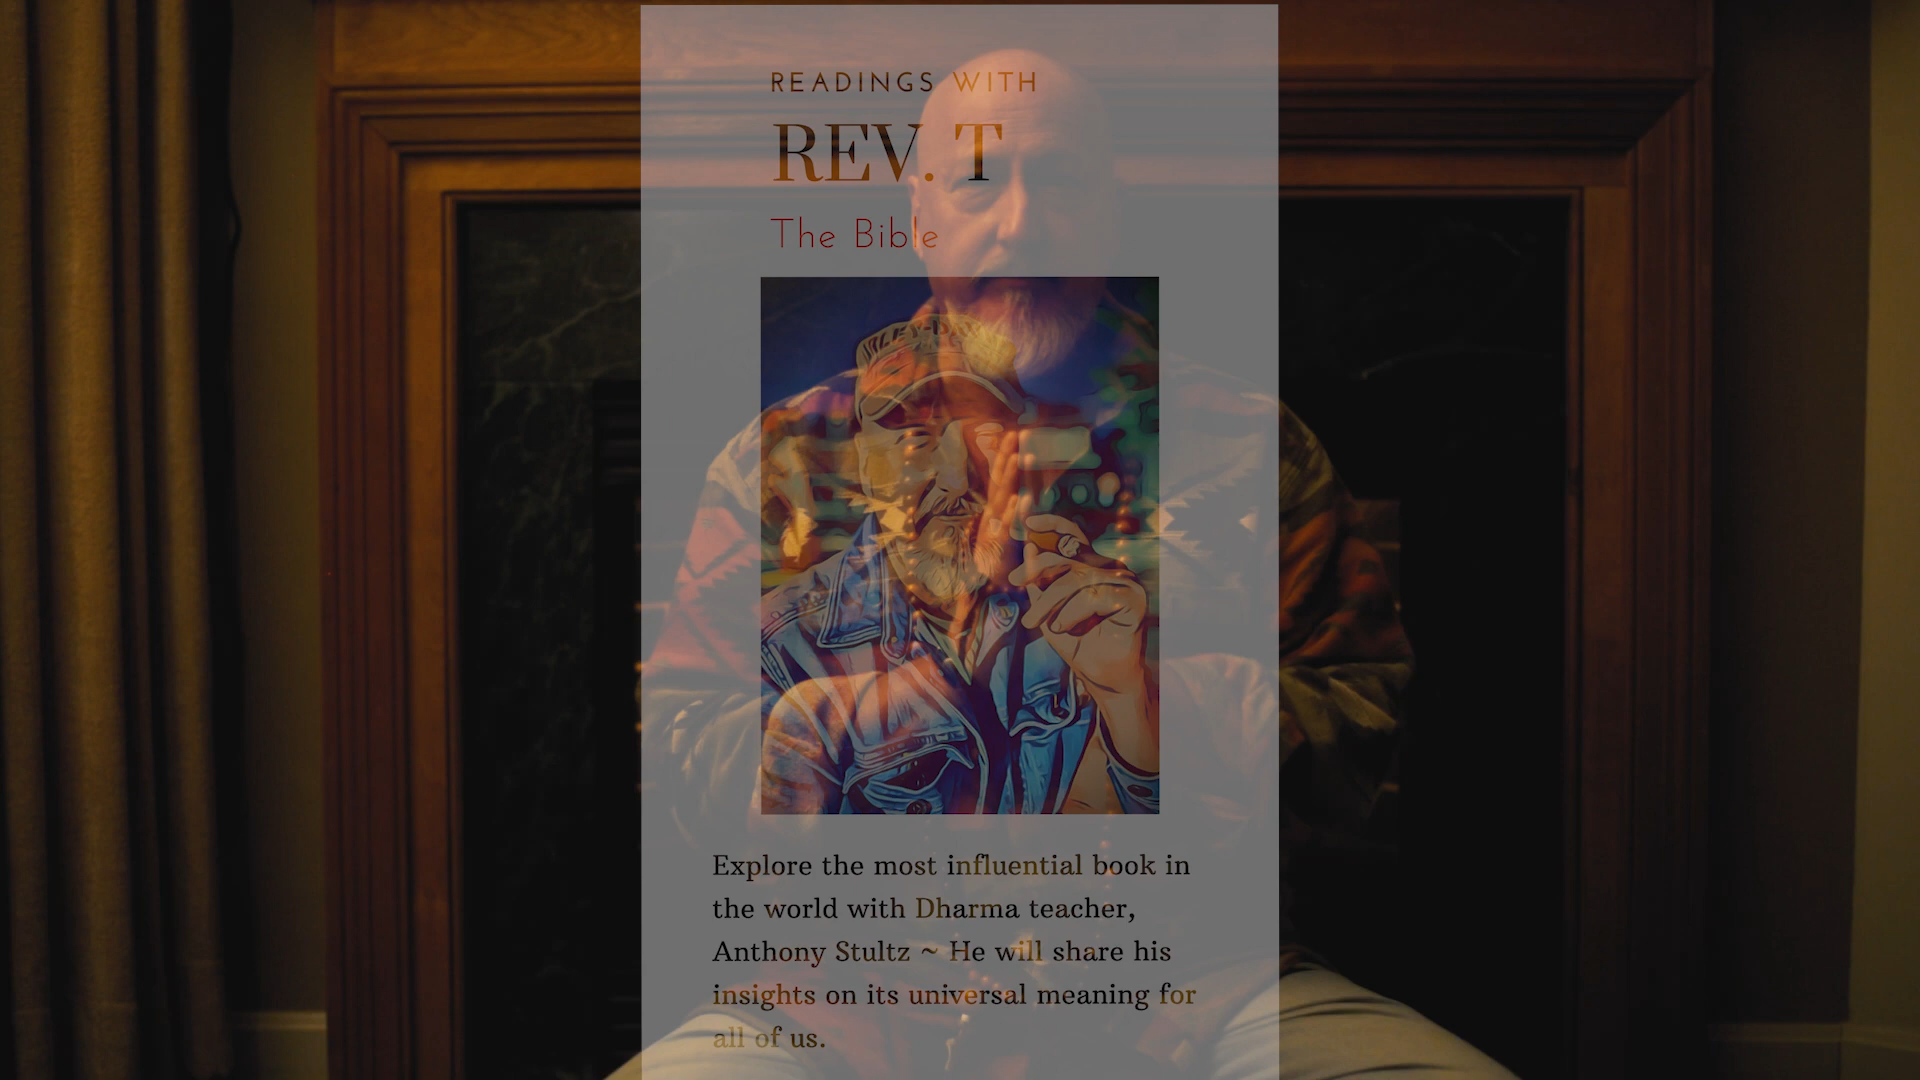 READINGS WITH
REV. T
The Bible
Explore the most influential book in
the world with Dharma teacher,
Anthony Stultz ~ He will share his
insights on its universal meaning for
all of us.